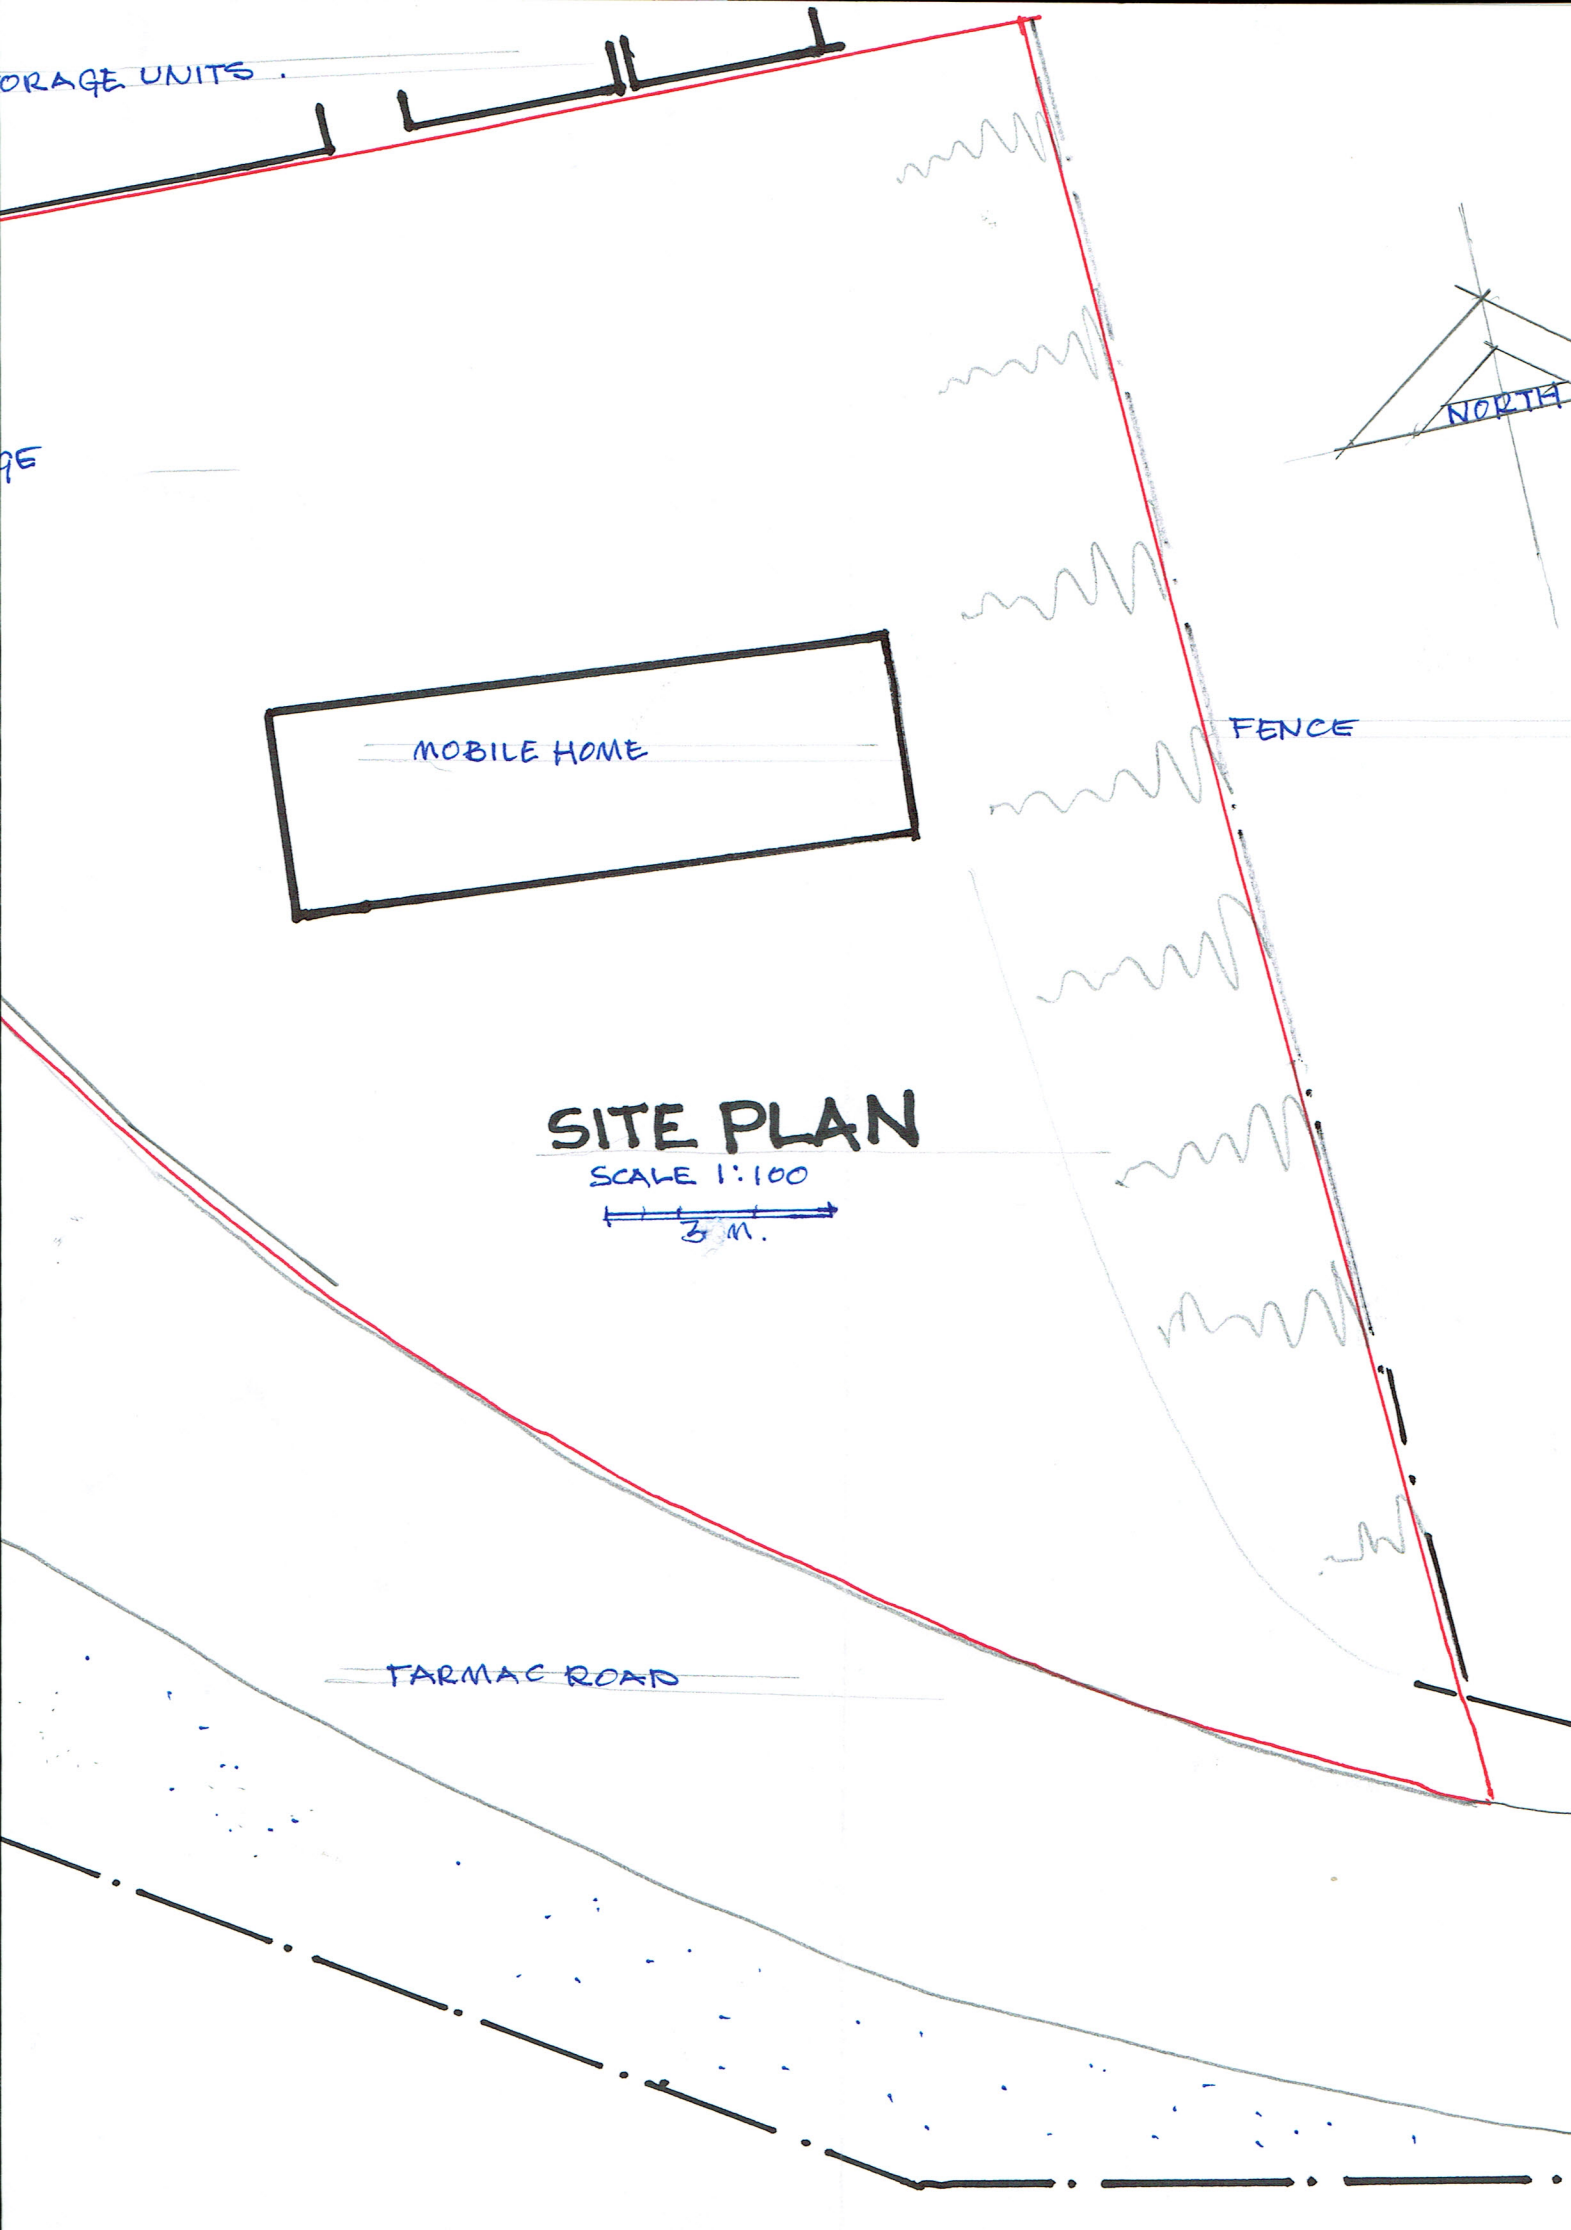 ORAGE UNITS.
NORTH
GE
FENCE
MOBILE HOME
SITE PLAN
SCALE 1:100
3 M.
TARMAC ROAD